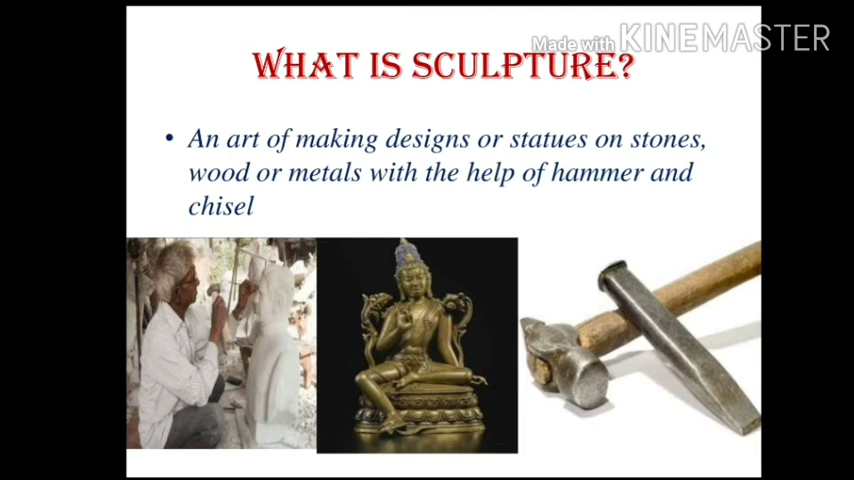 Made with KINEMASTER
WHAT IS SCULPTURE?
• An art of making designs or statues on stones,
wood or metals with the help of hammer and
chisel